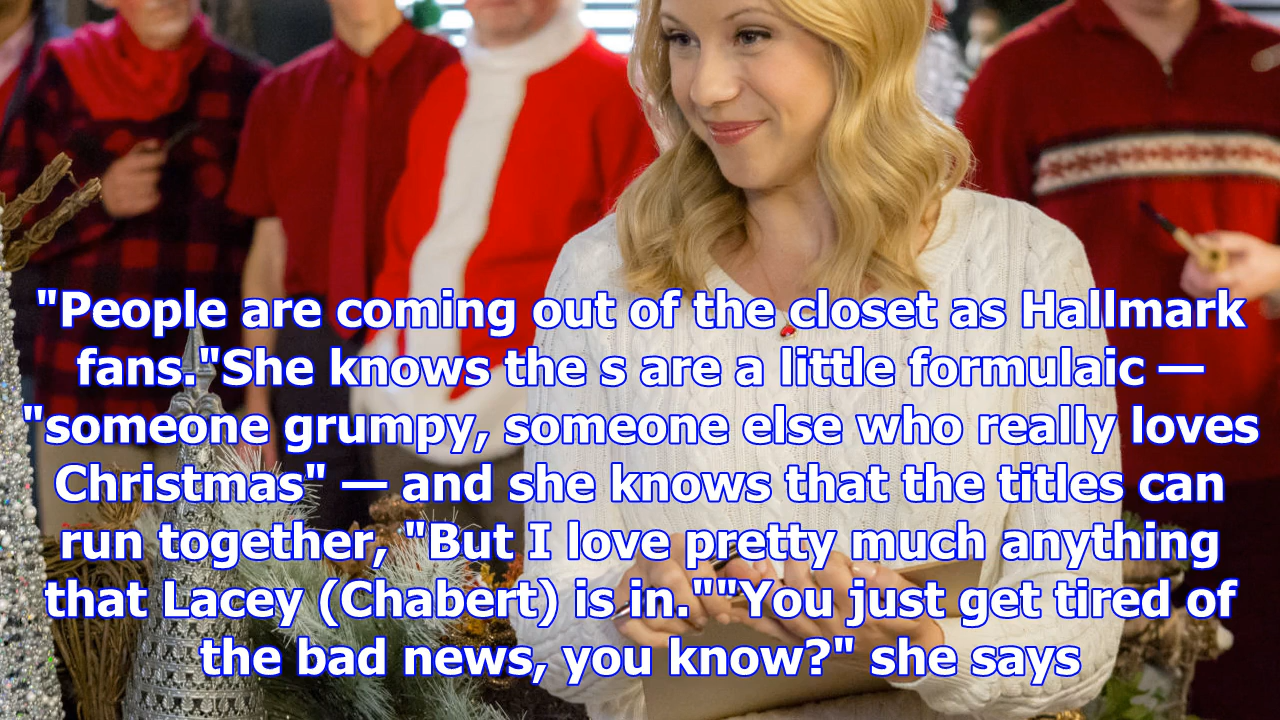 "People are coming out of the closet as Hallmark
fans."She knows the s are a little formulaic —
"someone grumpy, someone else who really loves
Christmas" — and she knows that the titles can
run together, "But I love pretty much anything
that Lacey (Chabert) is in.""You just get tired of
the bad news, you know?" she says